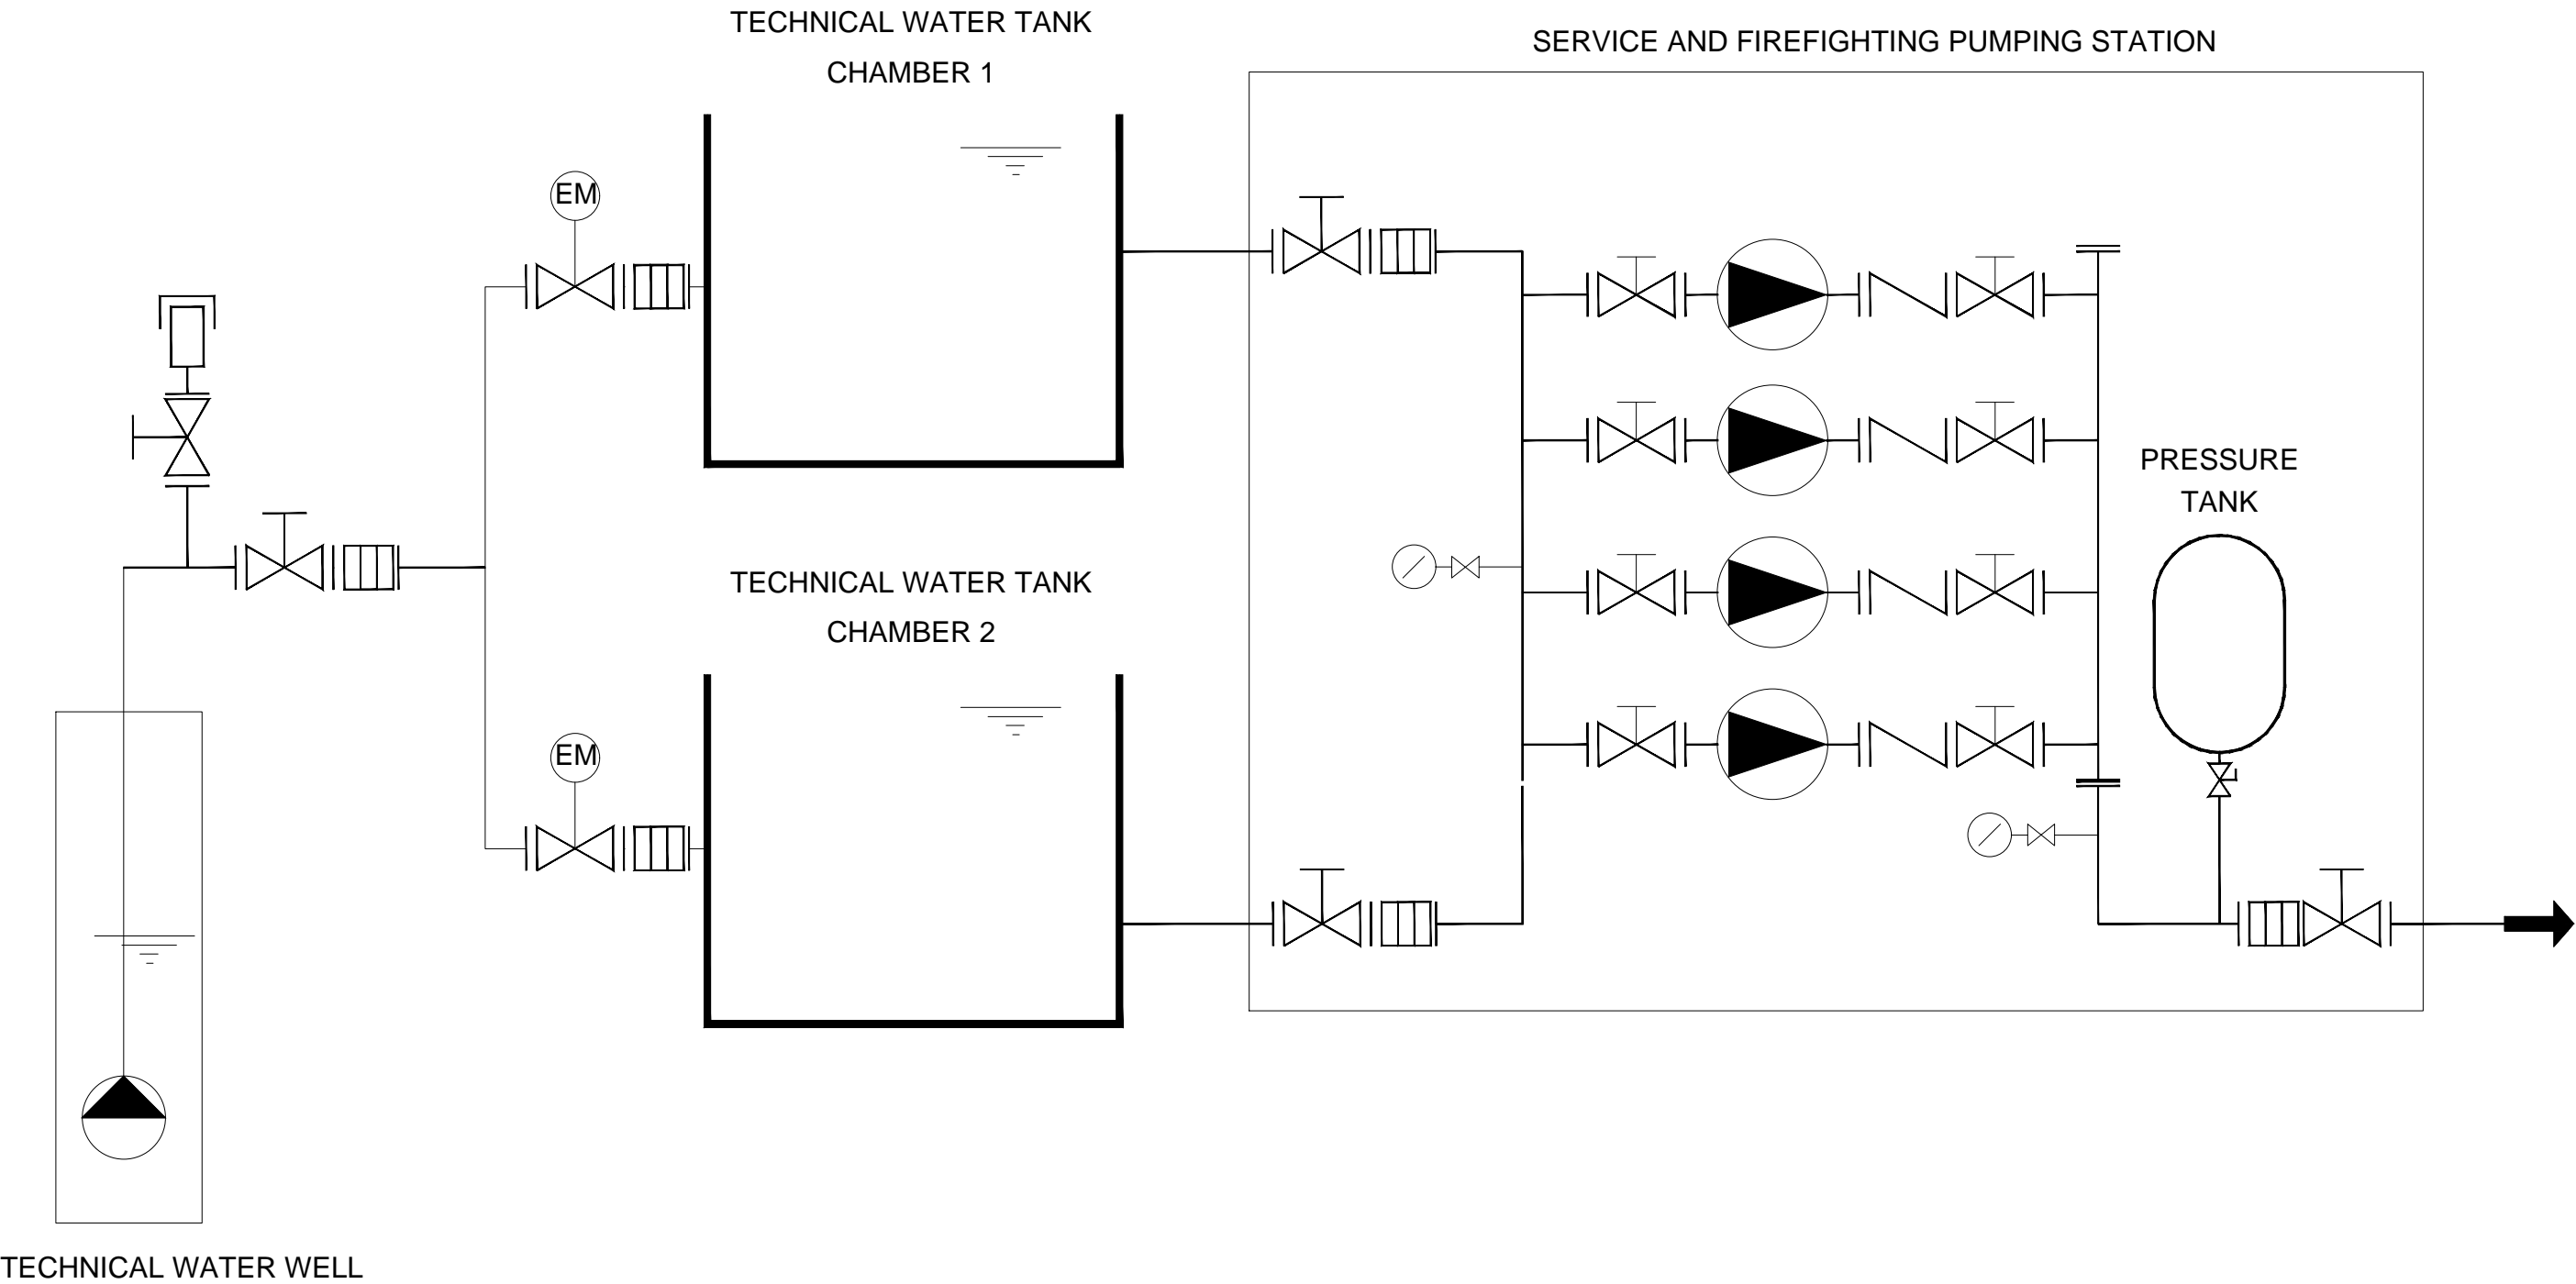 TECHNICAL WATER TANK
CHAMBER 1
SERVICE AND FIREFIGHTING PUMPING STATION
EM
PRESSURE
TANK
TECHNICAL WATER TANK
CHAMBER 2
EM
TECHNICAL WATER WELL